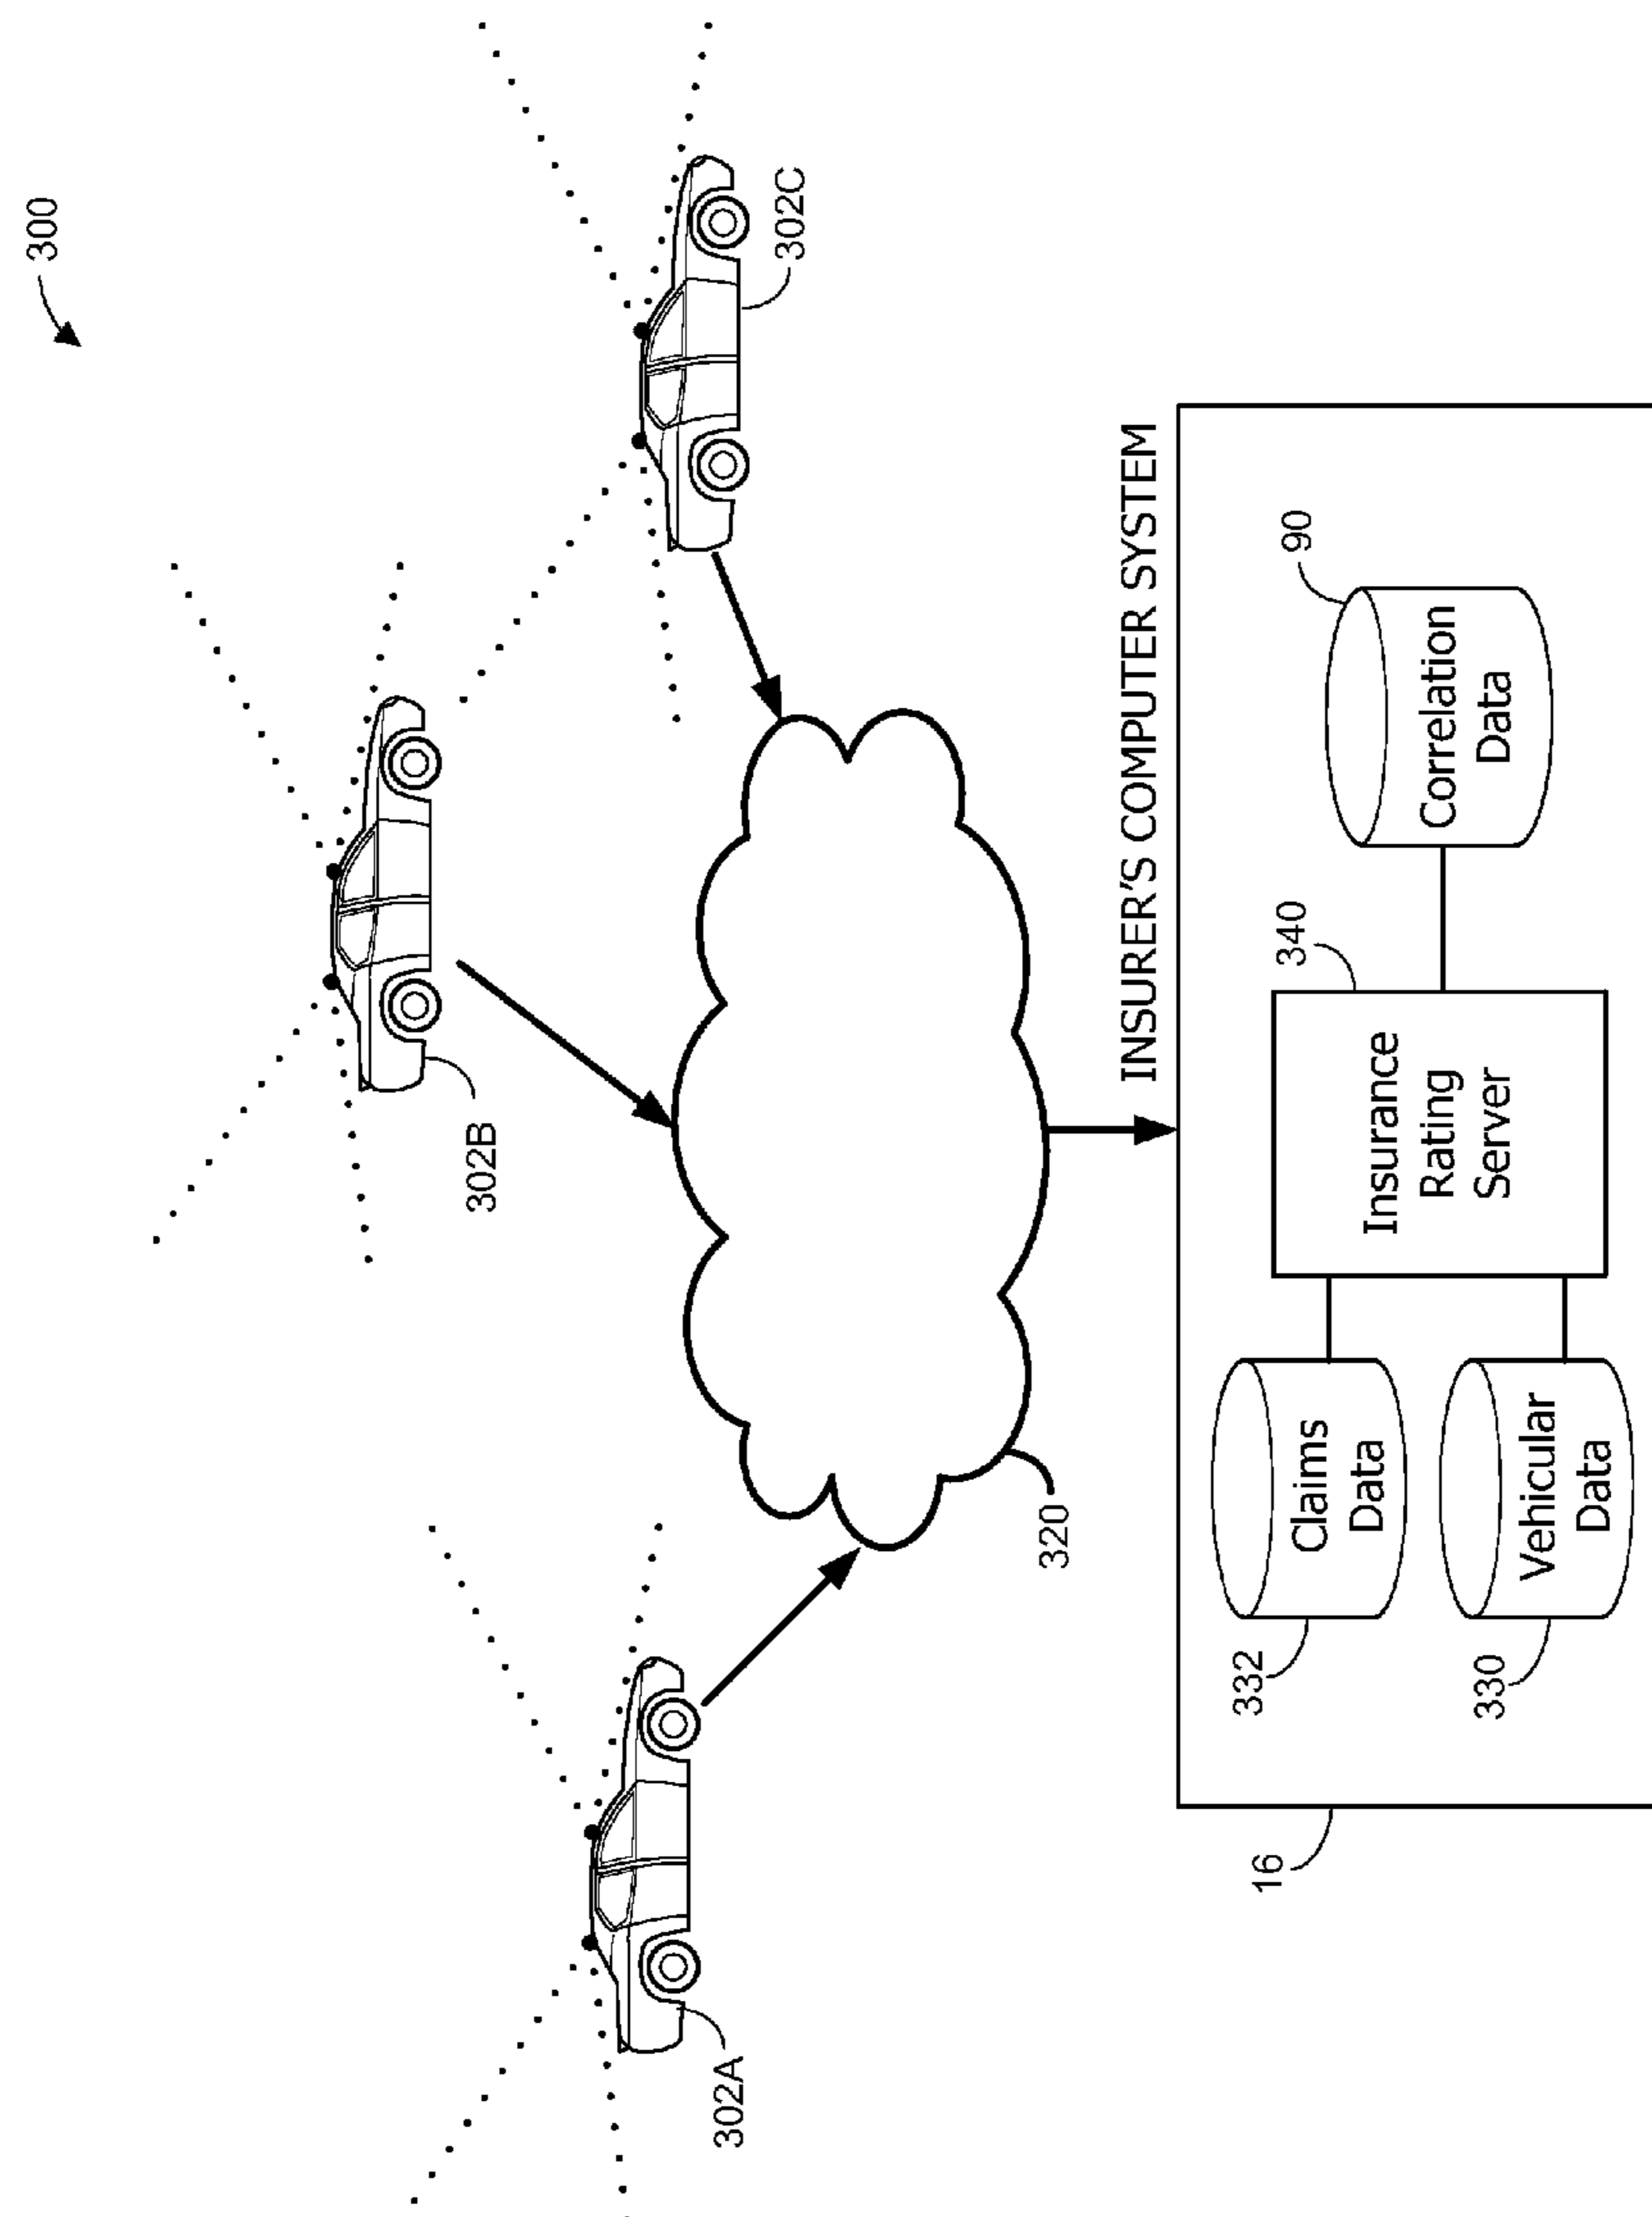 300
302B
302C
302A
320
INSURER'S COMPUTER SYSTEM
16
332
Claims
Data
330
Vehicular
Data
340
Insurance
Rating
Server
90
Correlation
Data